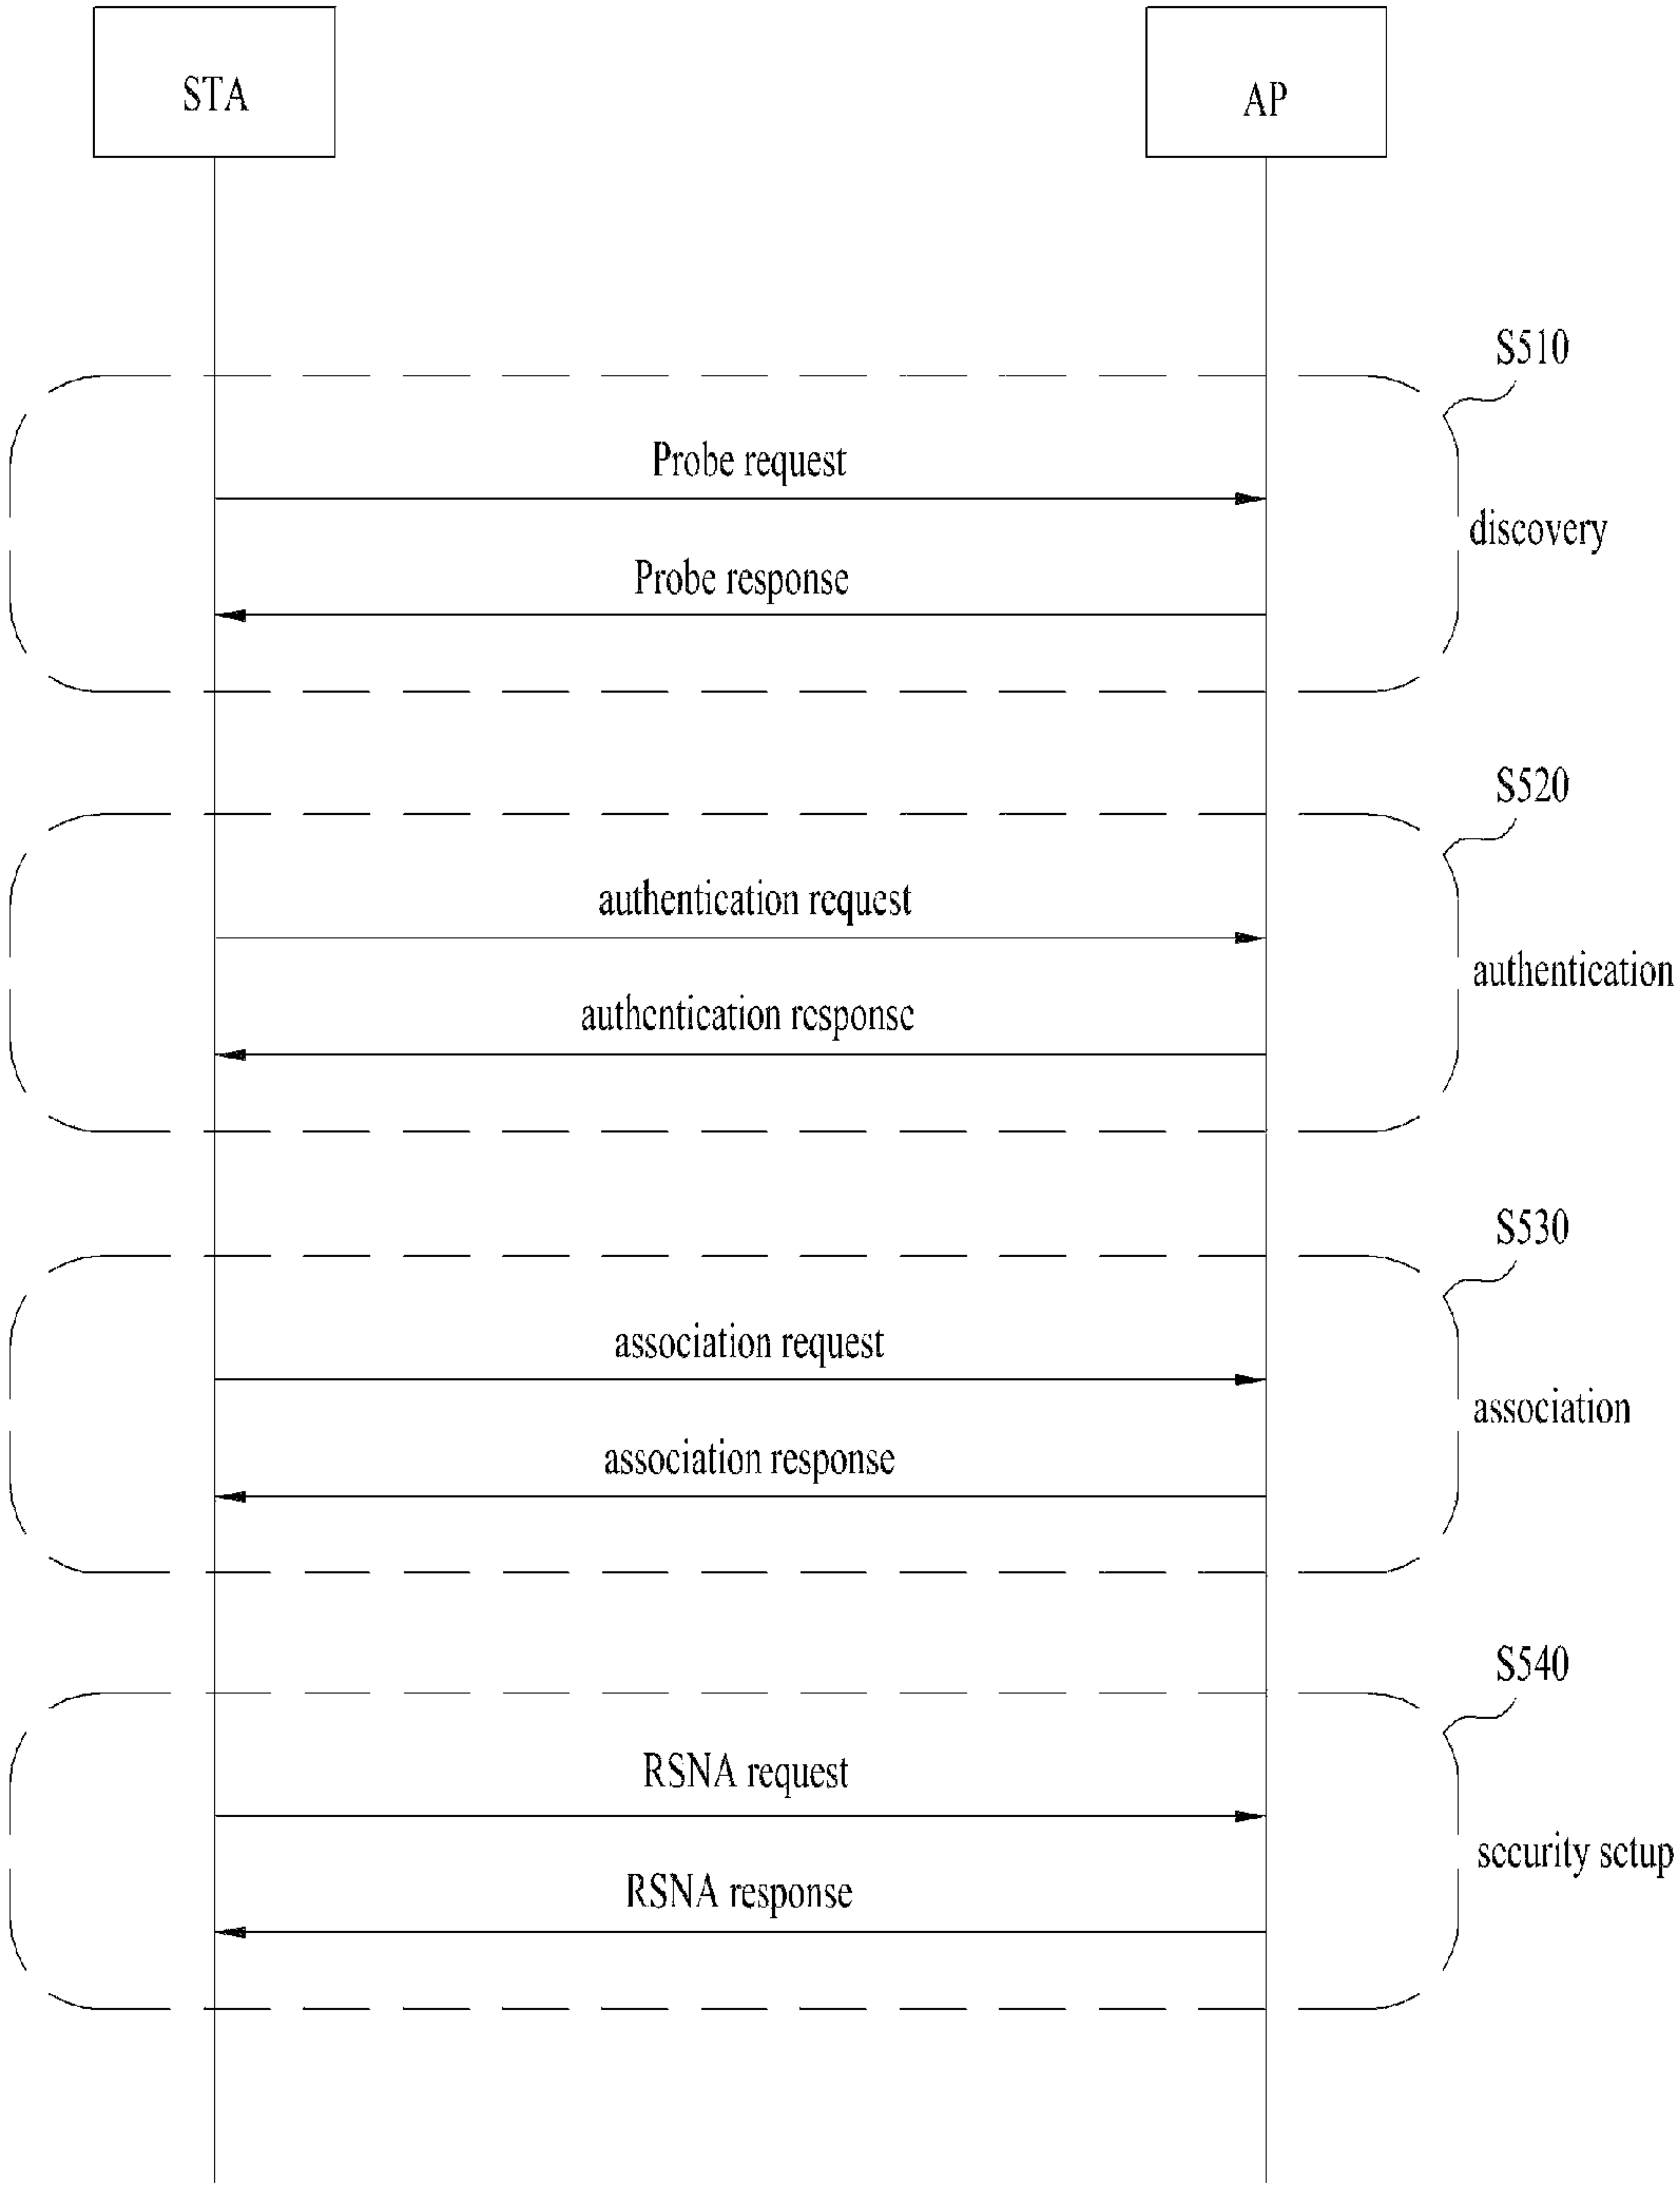 STA
AP
S510
Probe request
discovery
Probe response
S520
authentication request
authentication
authentication response
S530
association request
association
association response
S540
RSNA request
security setup
RSNA response